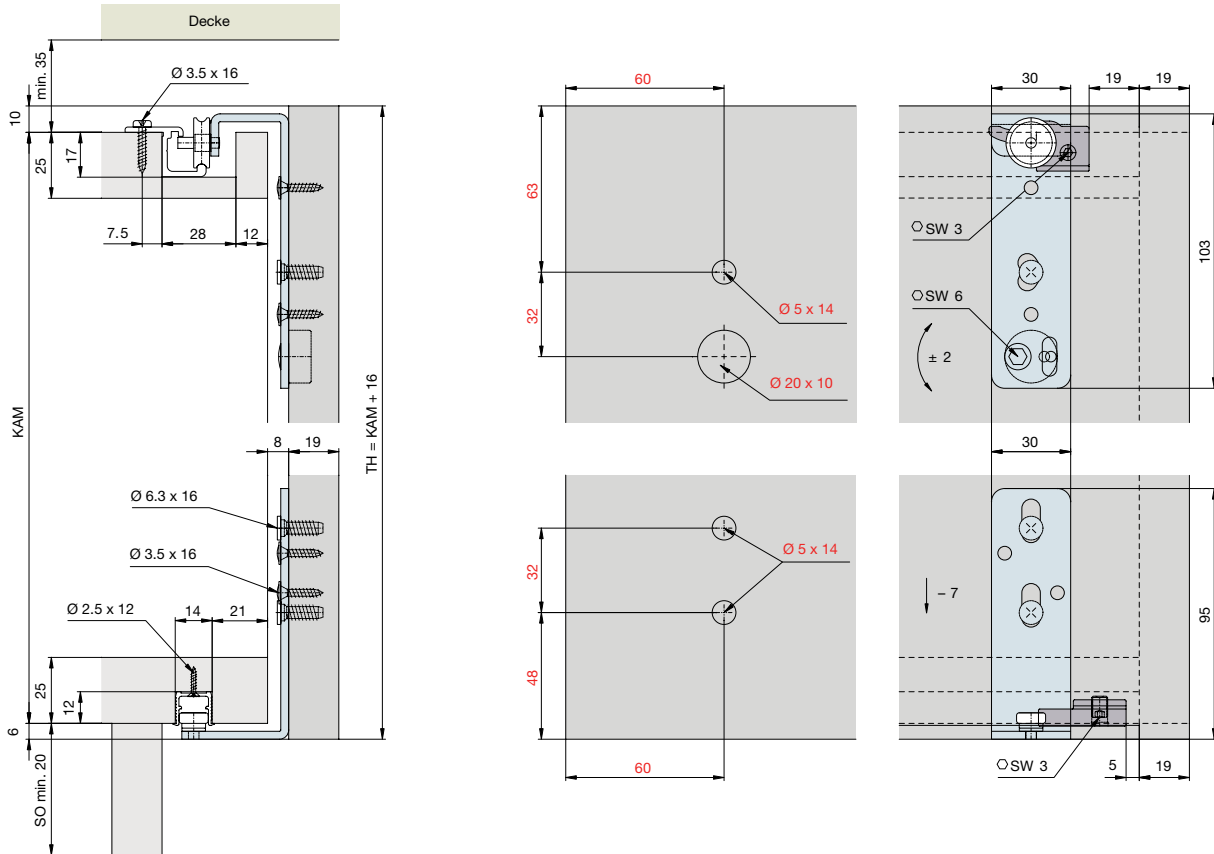 Decke
min. 35
Ø 3.5 x 16
10
25
17
7.5
28
12
KAM
TH = KAM + 16
8
19
Ø 6.3 x 16
Ø 3.5 x 16
Ø 2.5 x 12
14
21
25
12
6
SO min. 20
60
63
32
Ø 5 x 14
Ø 20 x 10
32
Ø 5 x 14
48
60
30
19
19
SW 3
SW 6
± 2
103
30
– 7
95
SW 3
5
19